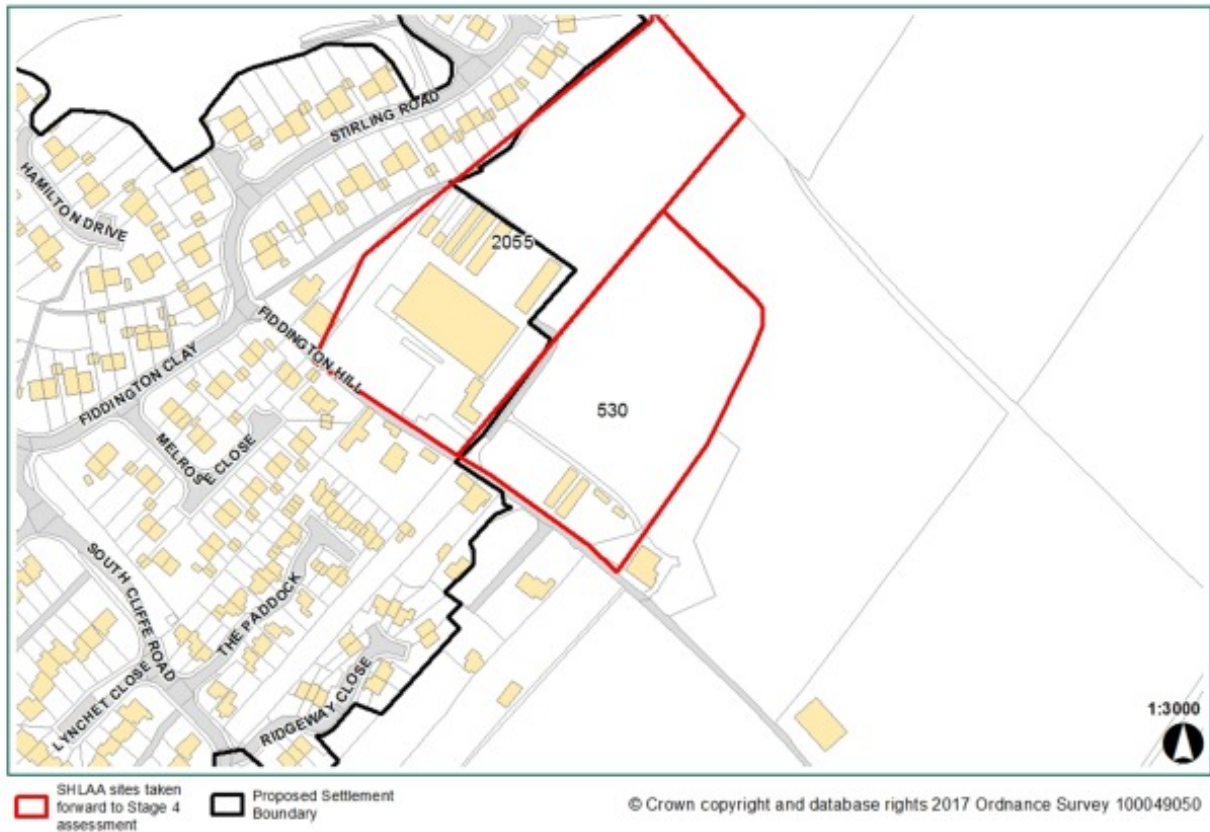 STIRLING ROAD
HAMILTON DRIVE
2055
FIDDINGTON HILL
FIDDINGTON CLAY
530
MELROSE CLOSE
SOUTH CLIFFE ROAD
THE PADDOCK
LYNCHET CLOSE
RIDGEWAY CLOSE
1:3000
SHLAA sites taken
forward to Stage 4
assessment
Proposed Settlement
Boundary
© Crown copyright and database rights 2017 Ordnance Survey 100049050